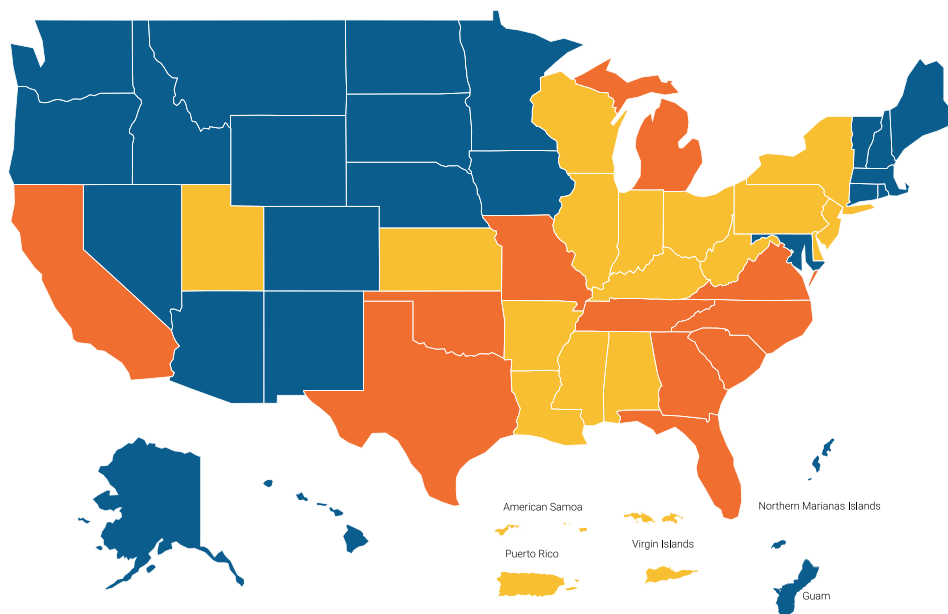 American Samoa
Northern Marianas Islands
Puerto Rico
Virgin Islands
Guam